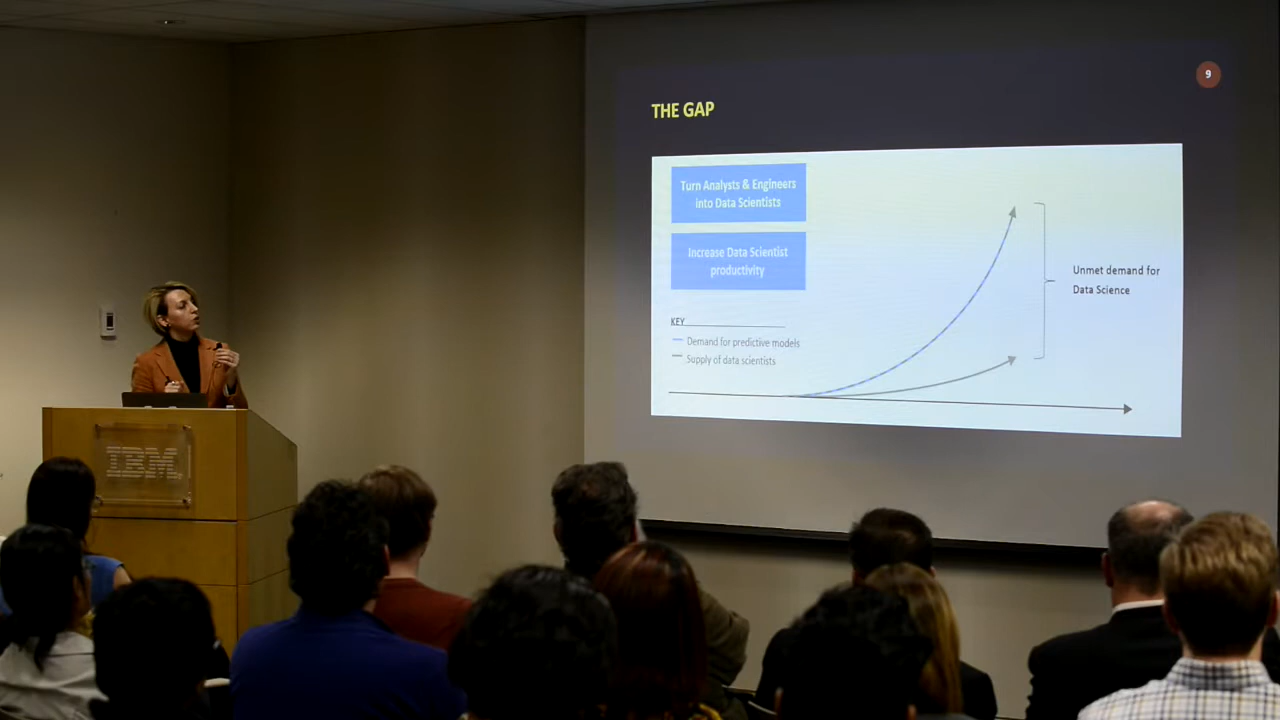 9
THE GAP
Turn Analysts & Engineers
into Data Scientists
Increase Data Scientist
productivity
KEY
Demand for predictive models
Supply of data scientists
Unmet demand for
Data Science
IBM